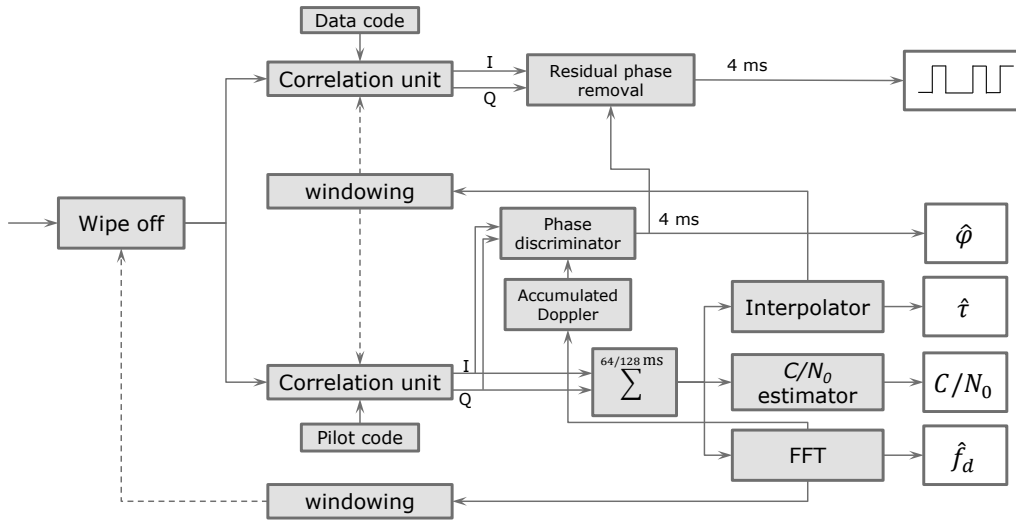 Data code
Correlation unit
I
Q
Residual phase
removal
4 ms
windowing
Wipe off
Phase
discriminator
4 ms
φ̂
Accumulated
Doppler
Interpolator
τ̂
Correlation unit
I
Q
64/128 ms
∑
C/N₀
estimator
C/N₀
Pilot code
FFT
f̂_d
windowing